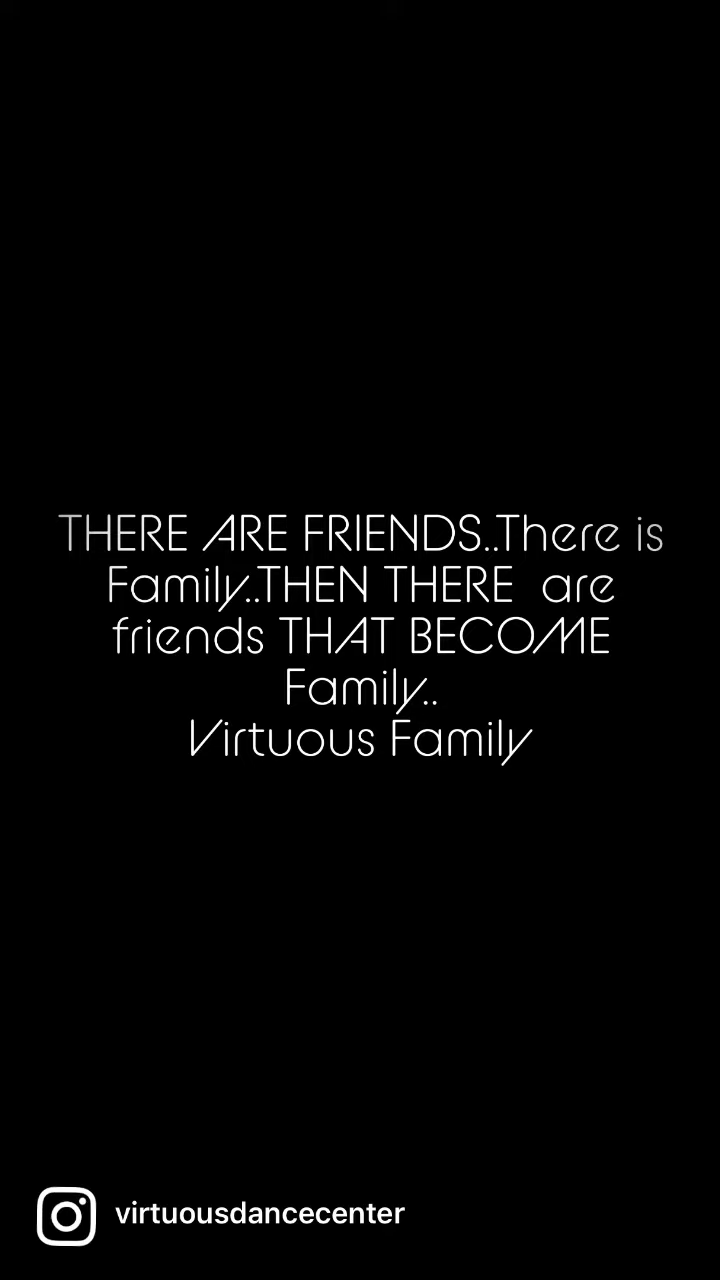 THERE ARE FRIENDS..There is
Family..THEN THERE  are
friends THAT BECOME
Family..
Virtuous Family
virtuousdancecenter